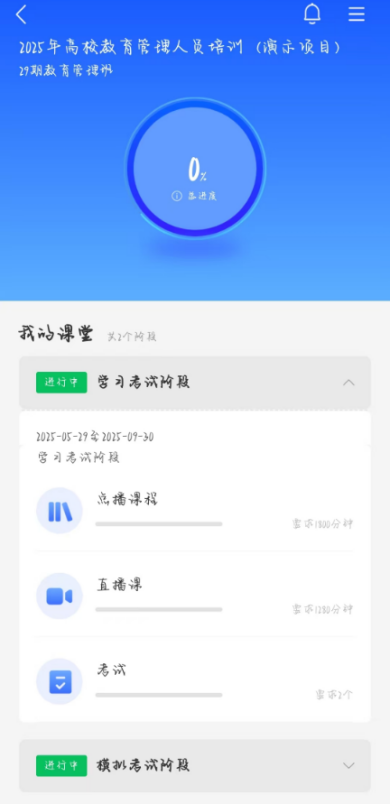 2025年高校教育管理人员培训（演示项目）
29期教育管理班
0%
总进度
我的课堂 共2个阶段
进行中 学习考试阶段
2025-05-29至2025-09-30
学习考试阶段
点播课程
需求1800分钟
直播课
需求1280分钟
考试
需求2个
进行中 模拟考试阶段